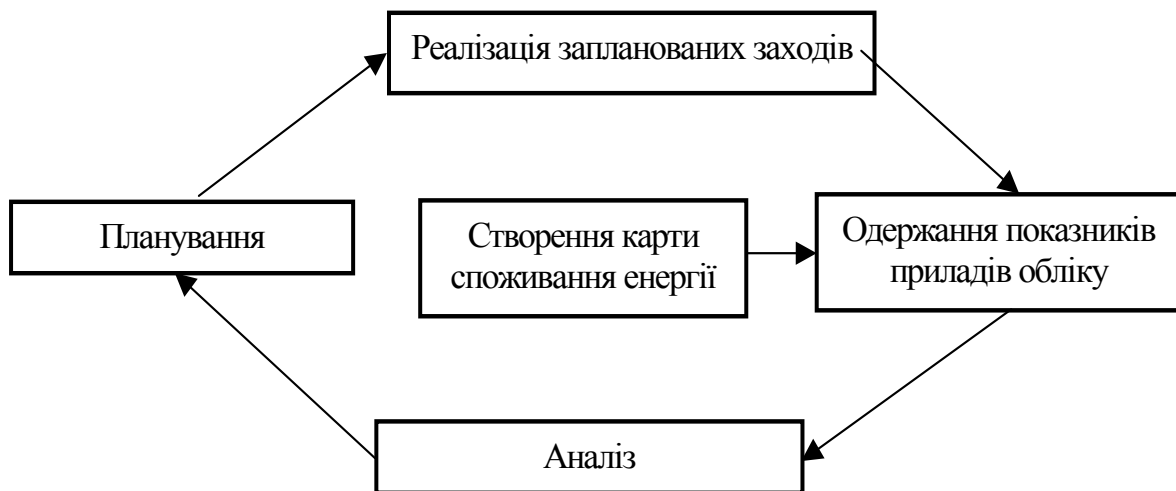 Реалізація запланованих заходів
Планування
Створення карти
споживання енергії
Одержання показників
приладів обліку
Аналіз